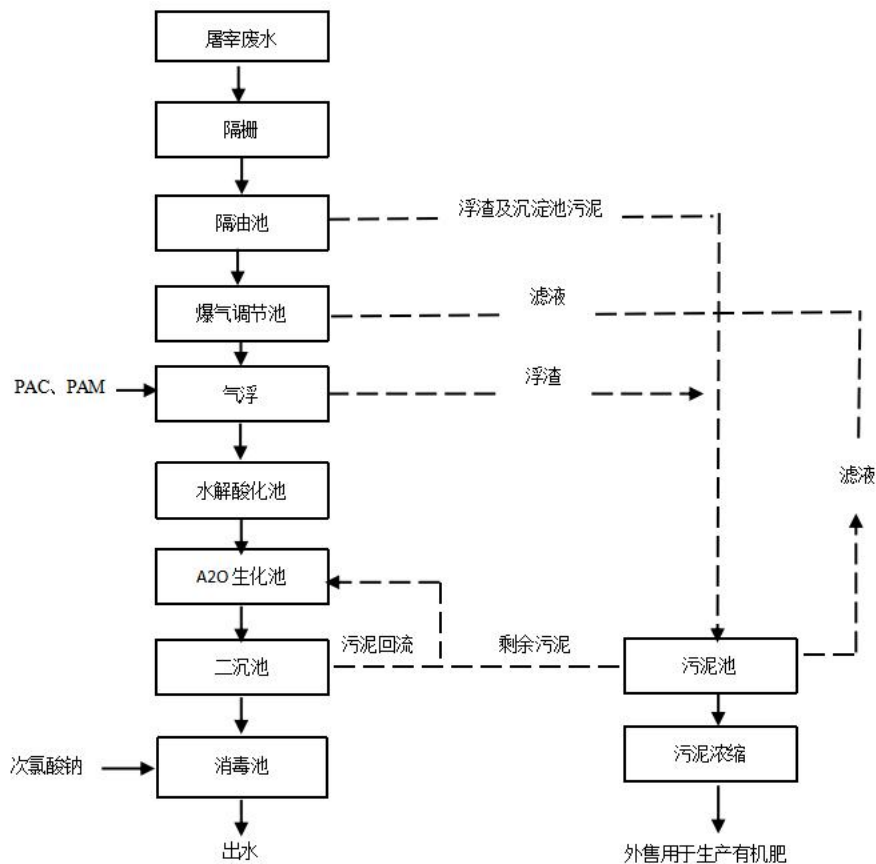 屠宰废水
隔栅
隔油池
浮渣及沉淀池污泥
爆气调节池
滤液
PAC、PAM
气浮
浮渣
水解酸化池
滤液
A2O 生化池
二沉池
污泥回流
剩余污泥
污泥池
次氯酸钠
消毒池
污泥浓缩
出水
外售用于生产有机肥